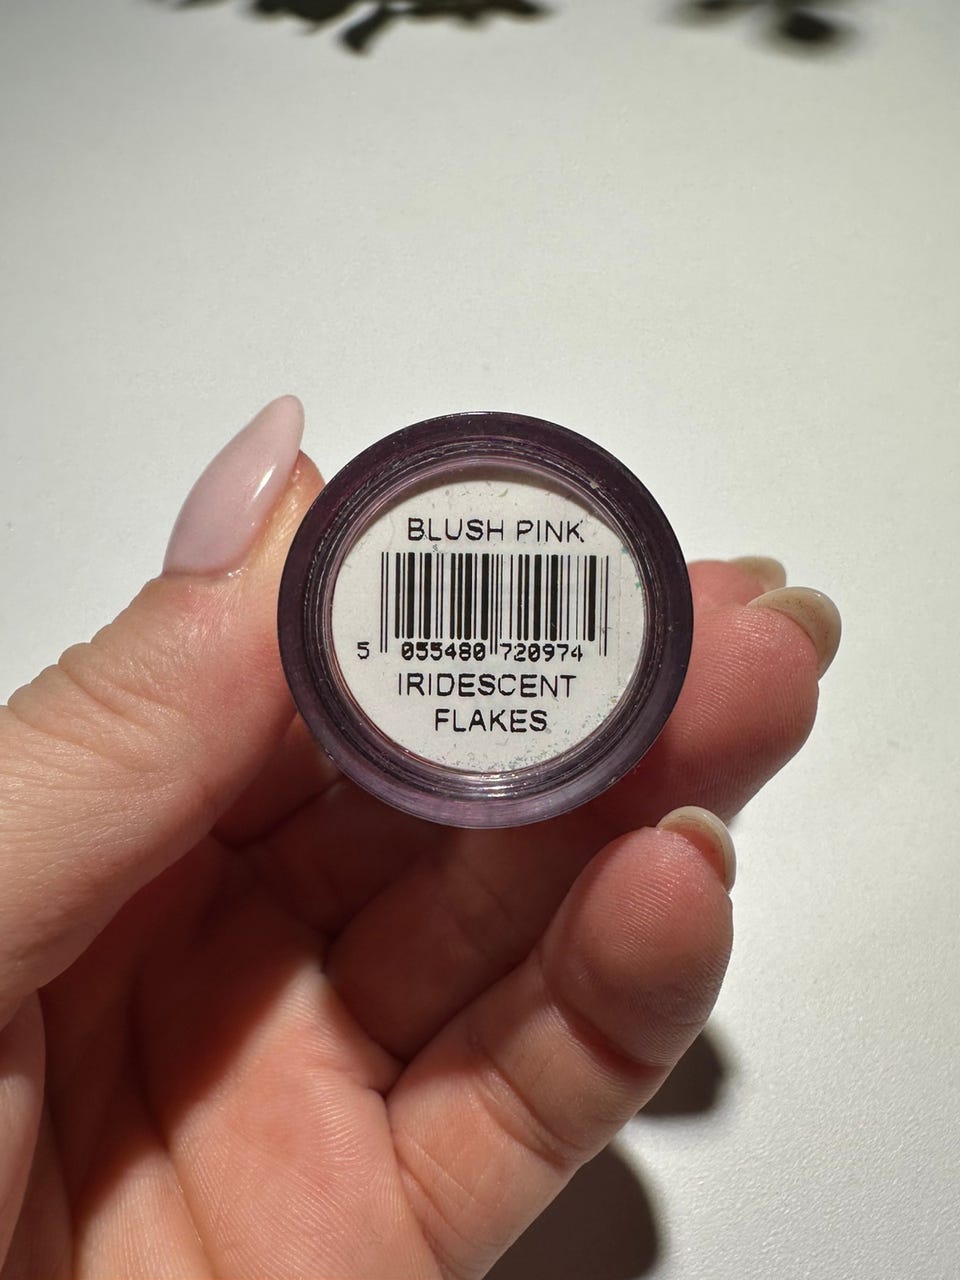 BLUSH PINK
5 055480 720974
IRIDESCENT
FLAKES